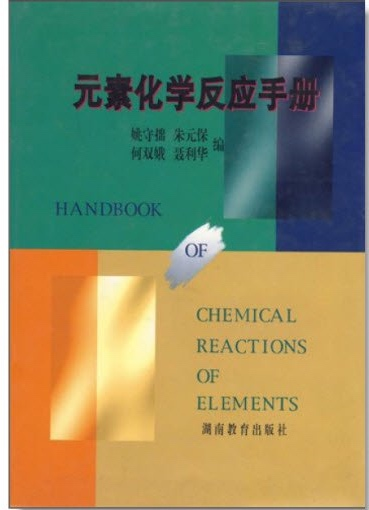 元素化学反应手册
姚守拙 朱元保
何双娥 聂利华 编
HANDBOOK
OF
CHEMICAL
REACTIONS
OF
ELEMENTS
湖南教育出版社